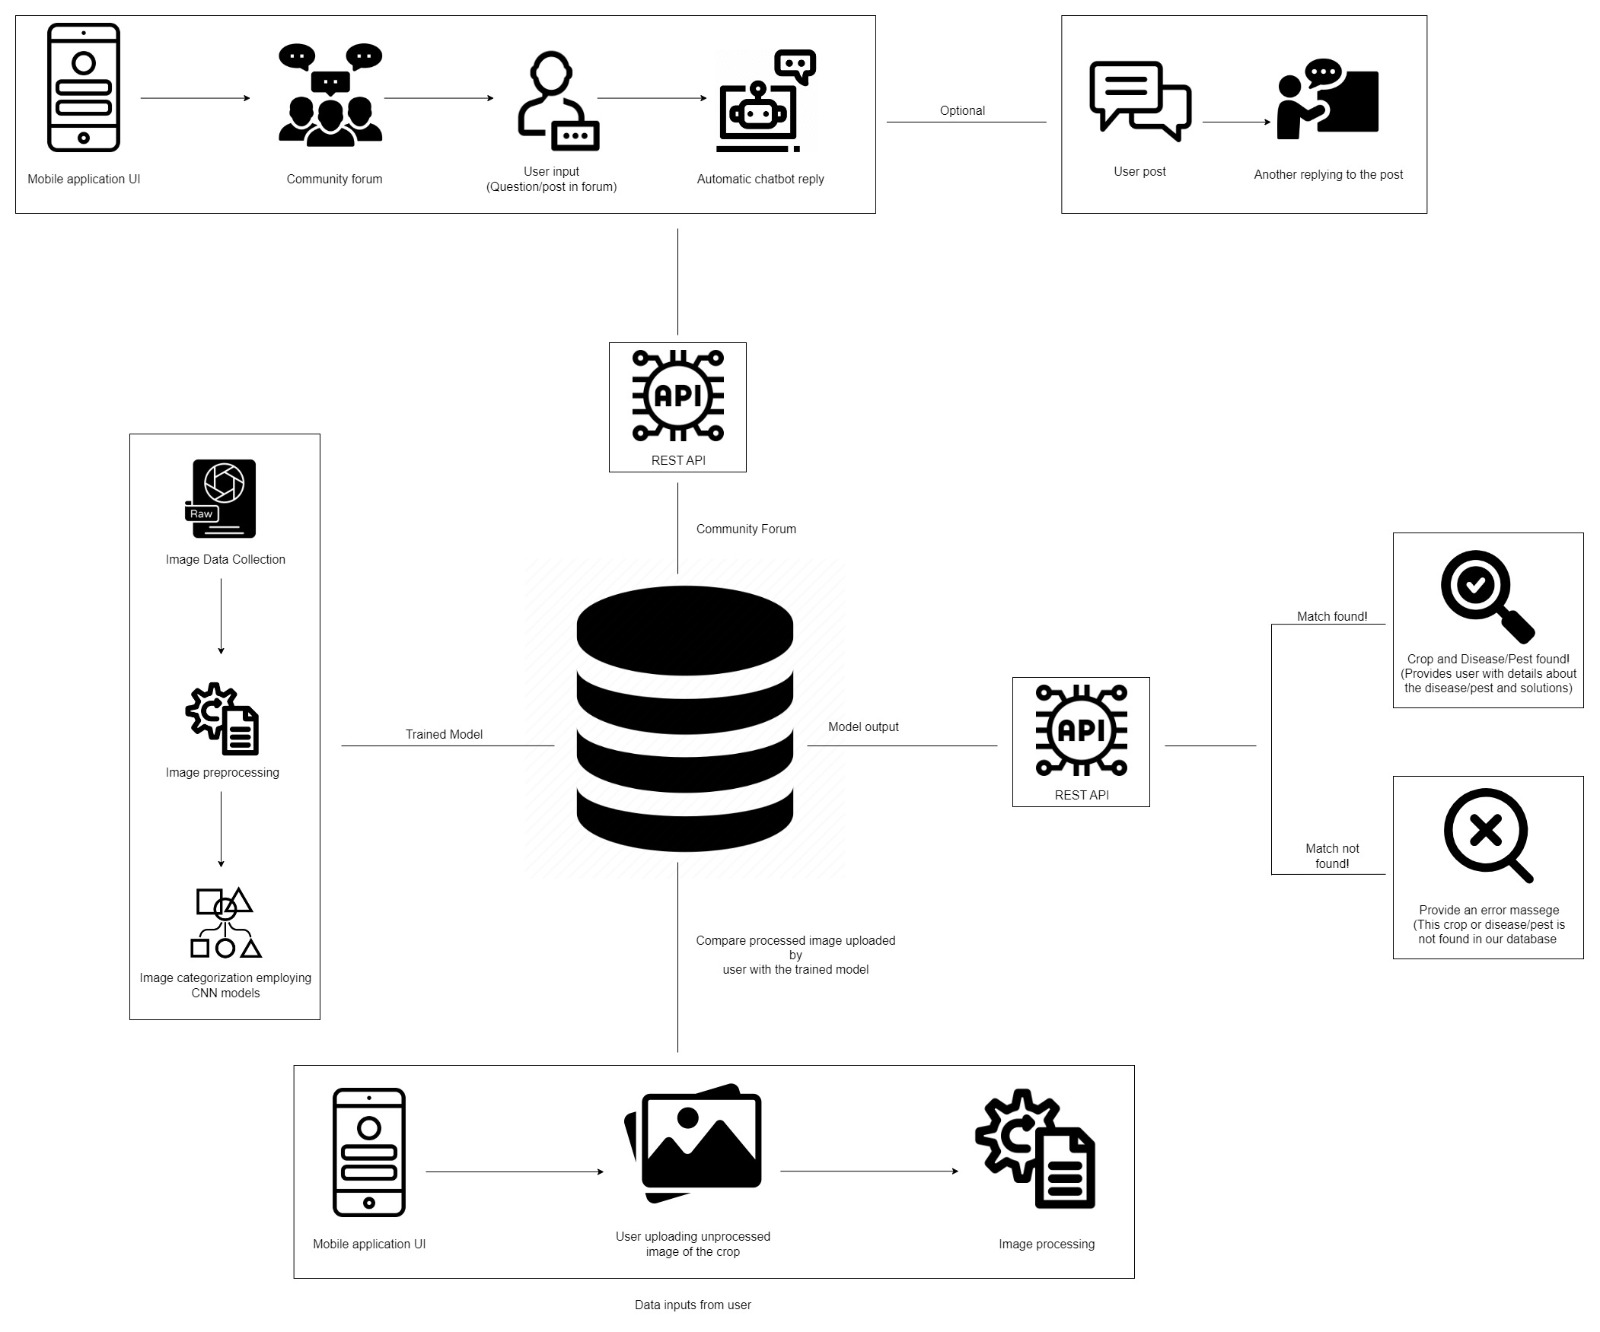 Mobile application UI
Community forum
User input
(Question/post in forum)
Automatic chatbot reply
Optional
User post
Another replying to the post
API
REST API
Community Forum
Raw
Image Data Collection
Image preprocessing
Image categorization employing
CNN models
Trained Model
Model output
API
REST API
Match found!
Crop and Disease/Pest found!
(Provides user with details about
the disease/pest and solutions)
Match not
found!
Provide an error massege
(This crop or disease/pest is
not found in our database
Compare processed image uploaded
by
user with the trained model
Mobile application UI
User uploading unprocessed
image of the crop
Image processing
Data inputs from user